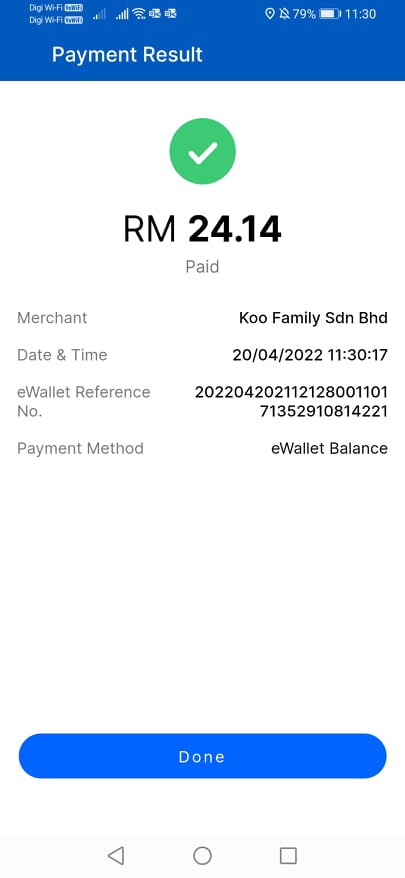 Digi Wi-Fi VoWiFi
Digi Wi-Fi VoWiFi
79% 11:30
Payment Result
RM 24.14
Paid
Merchant Koo Family Sdn Bhd
Date & Time 20/04/2022 11:30:17
eWallet Reference 202204202112128001101
No. 71352910814221
Payment Method eWallet Balance
Done